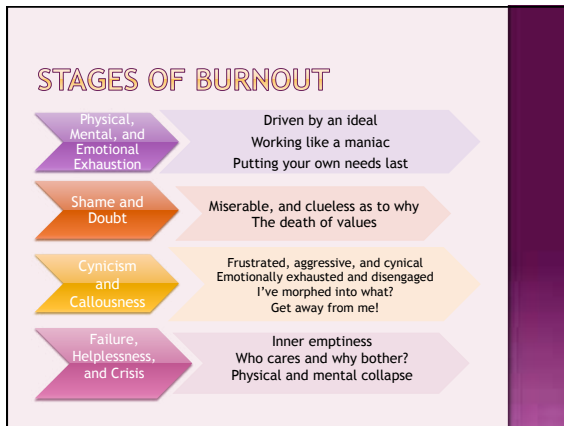 STAGES OF BURNOUT
Physical,
Mental, and
Emotional
Exhaustion
Driven by an ideal
Working like a maniac
Putting your own needs last
Shame and
Doubt
Miserable, and clueless as to why
The death of values
Cynicism
and
Callousness
Frustrated, aggressive, and cynical
Emotionally exhausted and disengaged
I've morphed into what?
Get away from me!
Failure,
Helplessness,
and Crisis
Inner emptiness
Who cares and why bother?
Physical and mental collapse